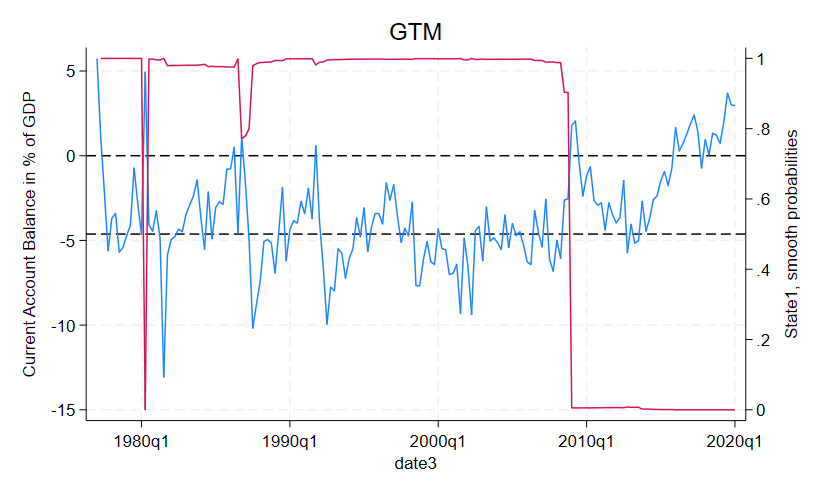 GTM
Current Account Balance in % of GDP
5
0
-5
-10
-15
1
.8
.6
.4
.2
0
State1, smooth probabilities
1980q1 1990q1 2000q1 2010q1 2020q1
date3